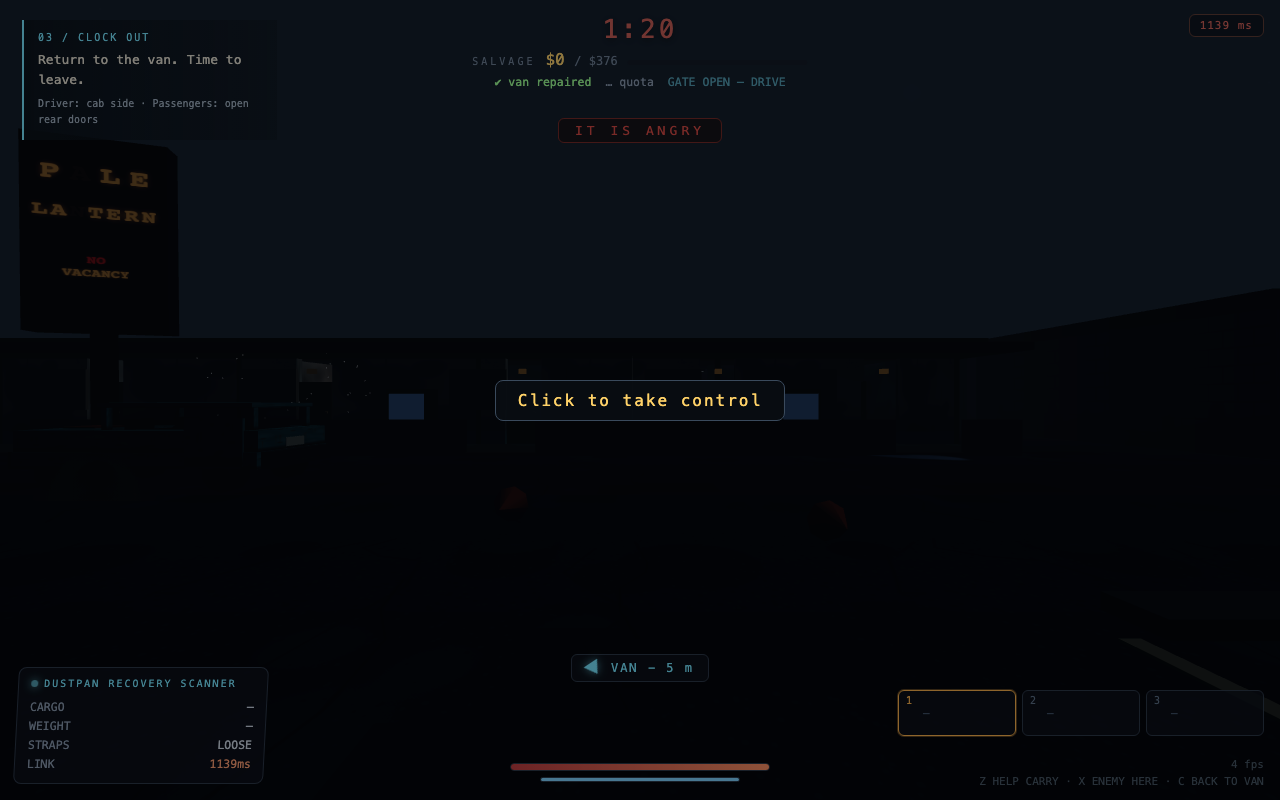 03 / CLOCK OUT
Return to the van. Time to
leave.
Driver: cab side · Passengers: open
rear doors
1:20
SALVAGE $0 / $376
✔ van repaired … quota GATE OPEN — DRIVE
IT IS ANGRY
1139 ms
P LE
LA TERN
NO
VACANCY
Click to take control
VAN — 5 m
DUSTPAN RECOVERY SCANNER
CARGO —
WEIGHT —
STRAPS LOOSE
LINK 1139ms
1 — 2 — 3 —
4 fps
Z HELP CARRY · X ENEMY HERE · C BACK TO VAN